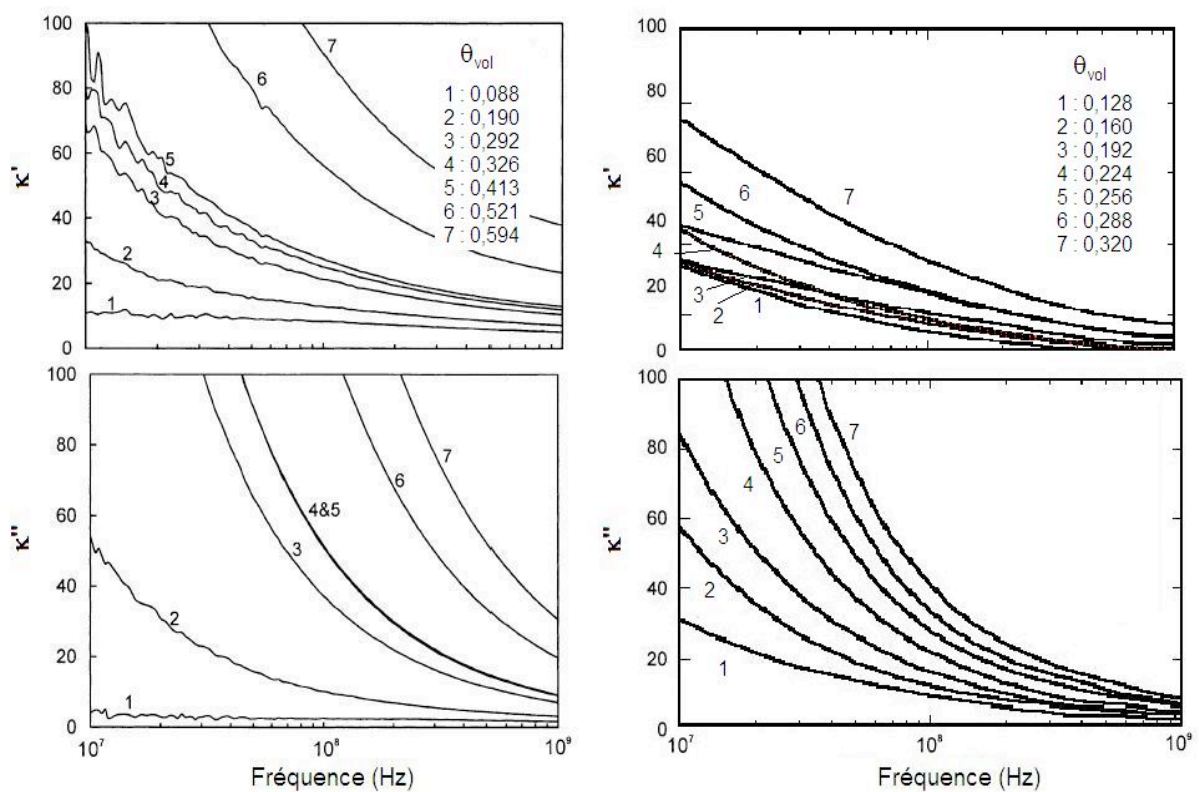 κ'
100
80
60
40
20
0
1
2
3
4
5
6
7
θvol
1 : 0,088
2 : 0,190
3 : 0,292
4 : 0,326
5 : 0,413
6 : 0,521
7 : 0,594
κ'
100
80
60
40
20
0
1
2
3
4
5
6
7
θvol
1 : 0,128
2 : 0,160
3 : 0,192
4 : 0,224
5 : 0,256
6 : 0,288
7 : 0,320
κ''
100
80
60
40
20
0
1
2
3
4&5
6
7
10⁷
10⁸
10⁹
Fréquence (Hz)
κ''
100
80
60
40
20
0
1
2
3
4
5
6
7
10⁷
10⁸
10⁹
Fréquence (Hz)